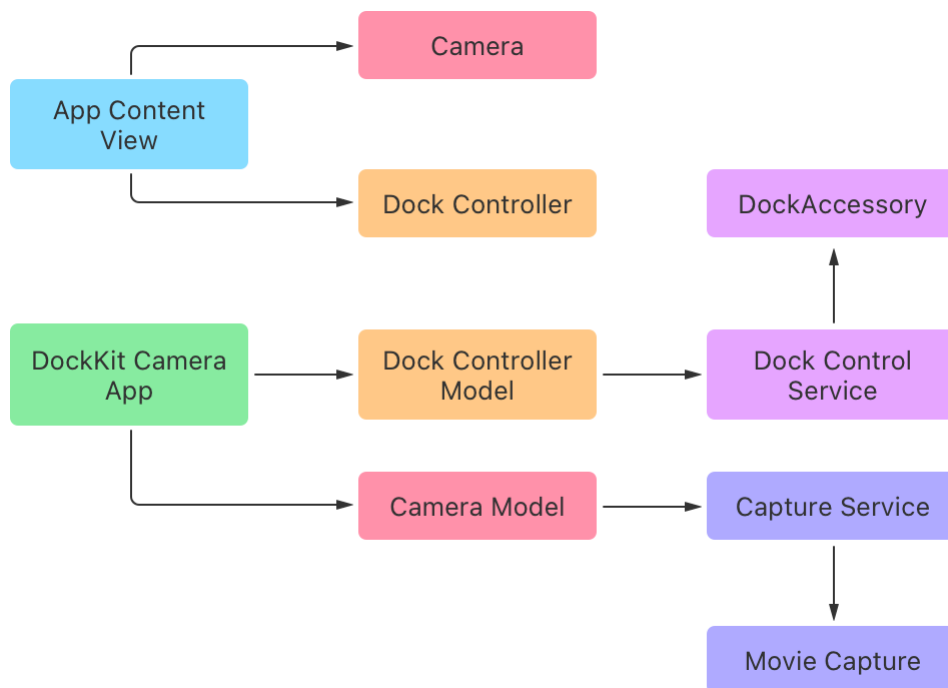 Camera
App Content
View
Dock Controller
DockAccessory
DockKit Camera
App
Dock Controller
Model
Dock Control
Service
Camera Model
Capture Service
Movie Capture